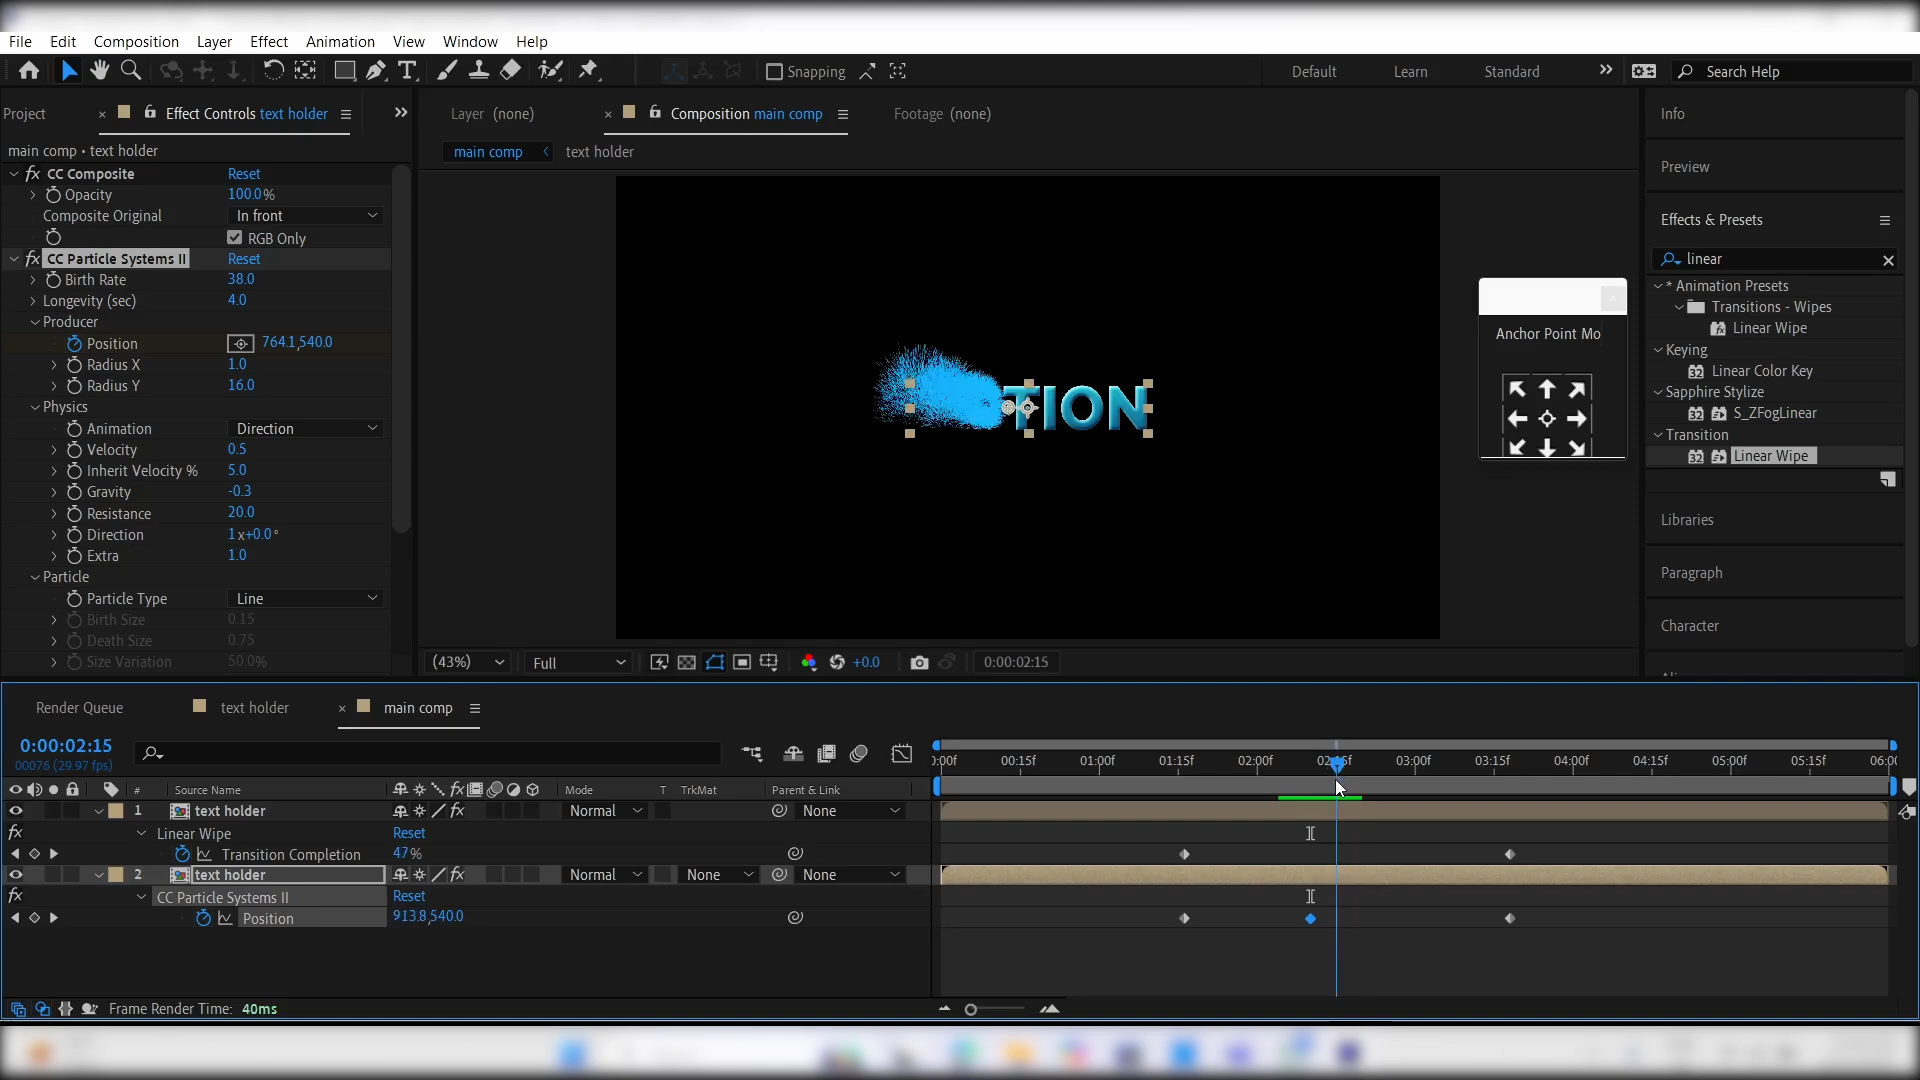 File Edit Composition Layer Effect Animation View Window Help
Snapping Default Learn Standard Search Help
Project Effect Controls text holder Layer (none) Composition main comp Footage (none) Info
main comp • text holder main comp text holder
fx CC Composite Reset
Opacity 100.0%
Composite Original In front
RGB Only
fx CC Particle Systems II Reset
Birth Rate 38.0
Longevity (sec) 4.0
Producer
Position 764.1,540.0
Radius X 1.0
Radius Y 16.0
Physics
Animation Direction
Velocity 0.5
Inherit Velocity % 5.0
Gravity -0.3
Resistance 20.0
Direction 1x+0.0°
Extra 1.0
Particle
Particle Type Line
Birth Size 0.15
Death Size 0.75
Size Variation 50.0%
TION
Anchor Point Mo
Preview
Effects & Presets
linear
* Animation Presets
Transitions - Wipes
Linear Wipe
Keying
32 Linear Color Key
Sapphire Stylize
32 S_ZFogLinear
Transition
32 Linear Wipe
Libraries
Paragraph
Character
(43%) Full +0.0 0:00:02:15
Render Queue text holder main comp
0:00:02:15
00076 (29.97 fps)
:00f 00:15f 01:00f 01:15f 02:00f 02:15f 03:00f 03:15f 04:00f 04:15f 05:00f 05:15f 06:00
# Source Name fx Mode T TrkMat Parent & Link
1 text holder fx Normal None
fx Linear Wipe Reset
Transition Completion 47%
2 text holder fx Normal None None
fx CC Particle Systems II Reset
Position 913.8,540.0
Frame Render Time: 40ms